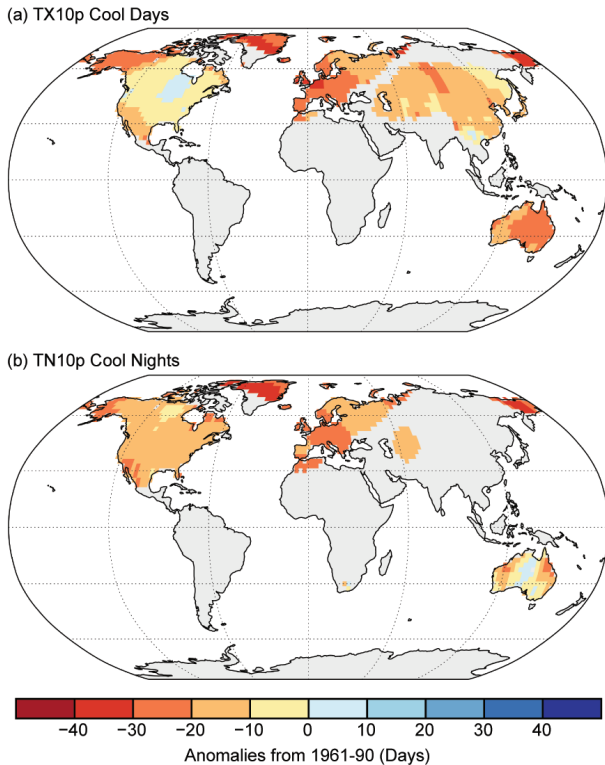 (a) TX10p Cool Days
(b) TN10p Cool Nights
−40 −30 −20 −10 0 10 20 30 40
Anomalies from 1961-90 (Days)